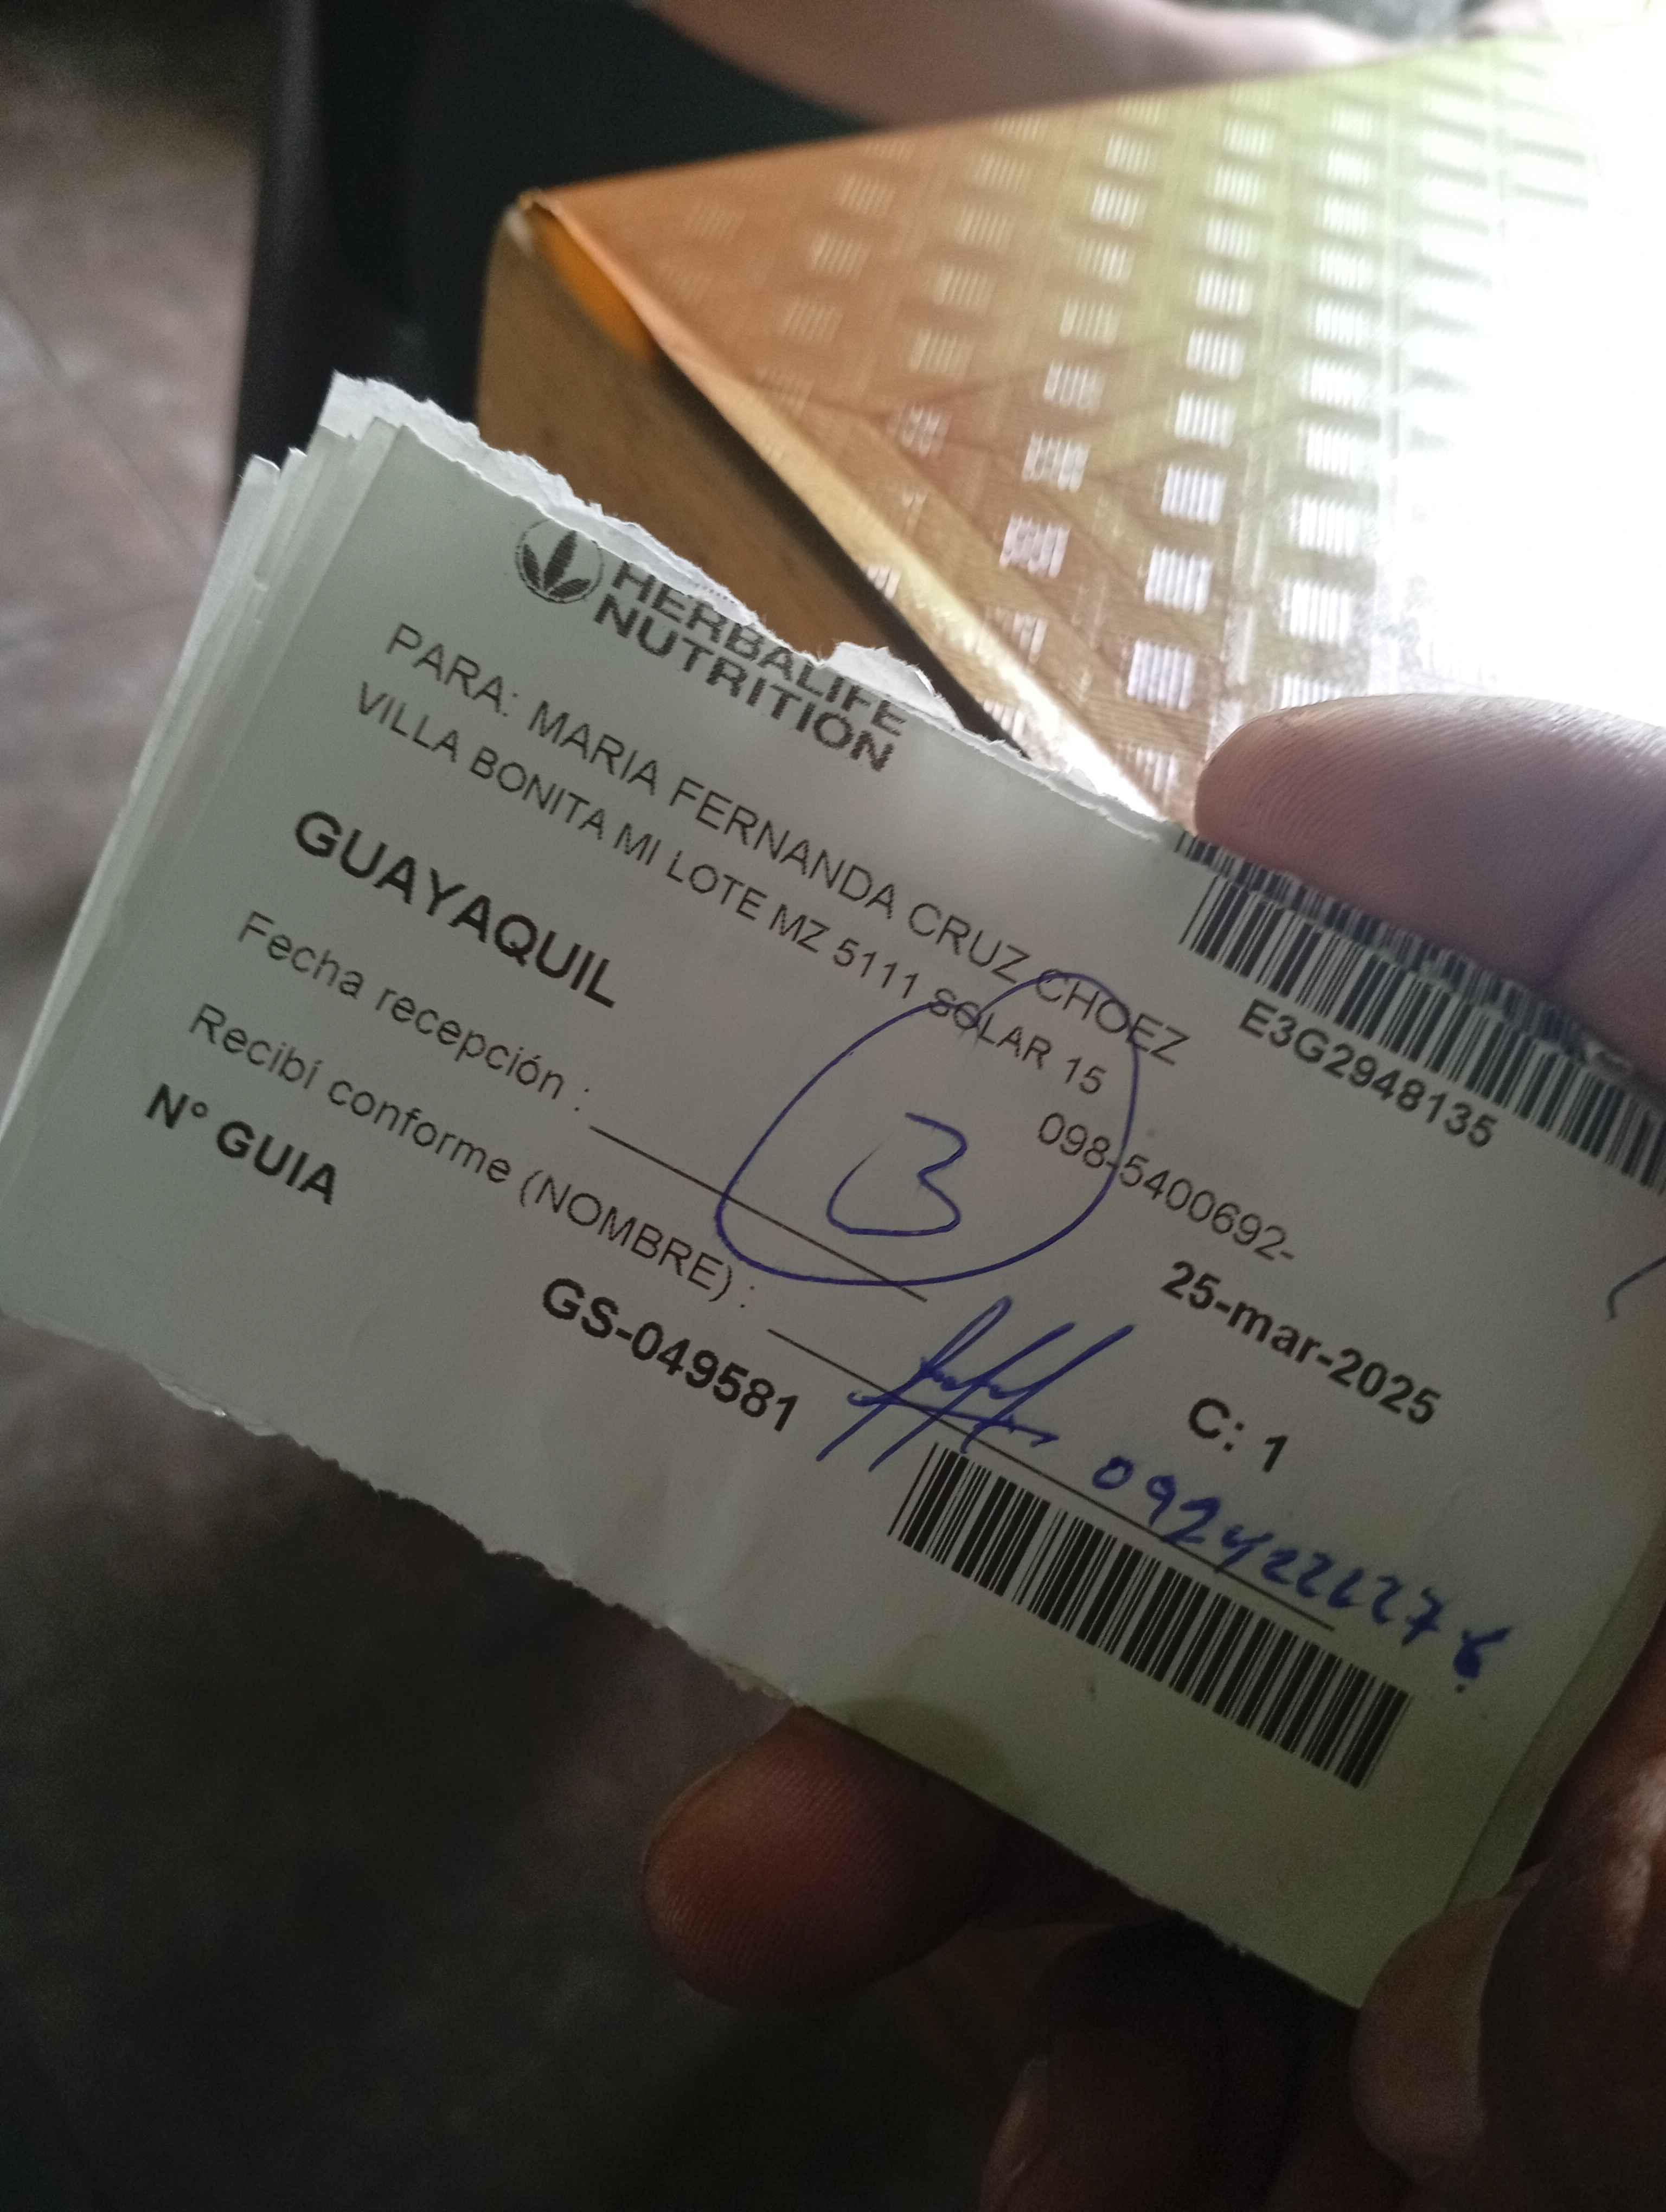 HERBALIFE
NUTRITION
E3G2948135
PARA: MARIA FERNANDA CRUZ CHOEZ
VILLA BONITA MI LOTE MZ 5111 SOLAR 15
098-5400692-
GUAYAQUIL
25-mar-2025
Fecha recepción :
B
C: 1
Recibí conforme (NOMBRE) :
N° GUIA
GS-049581